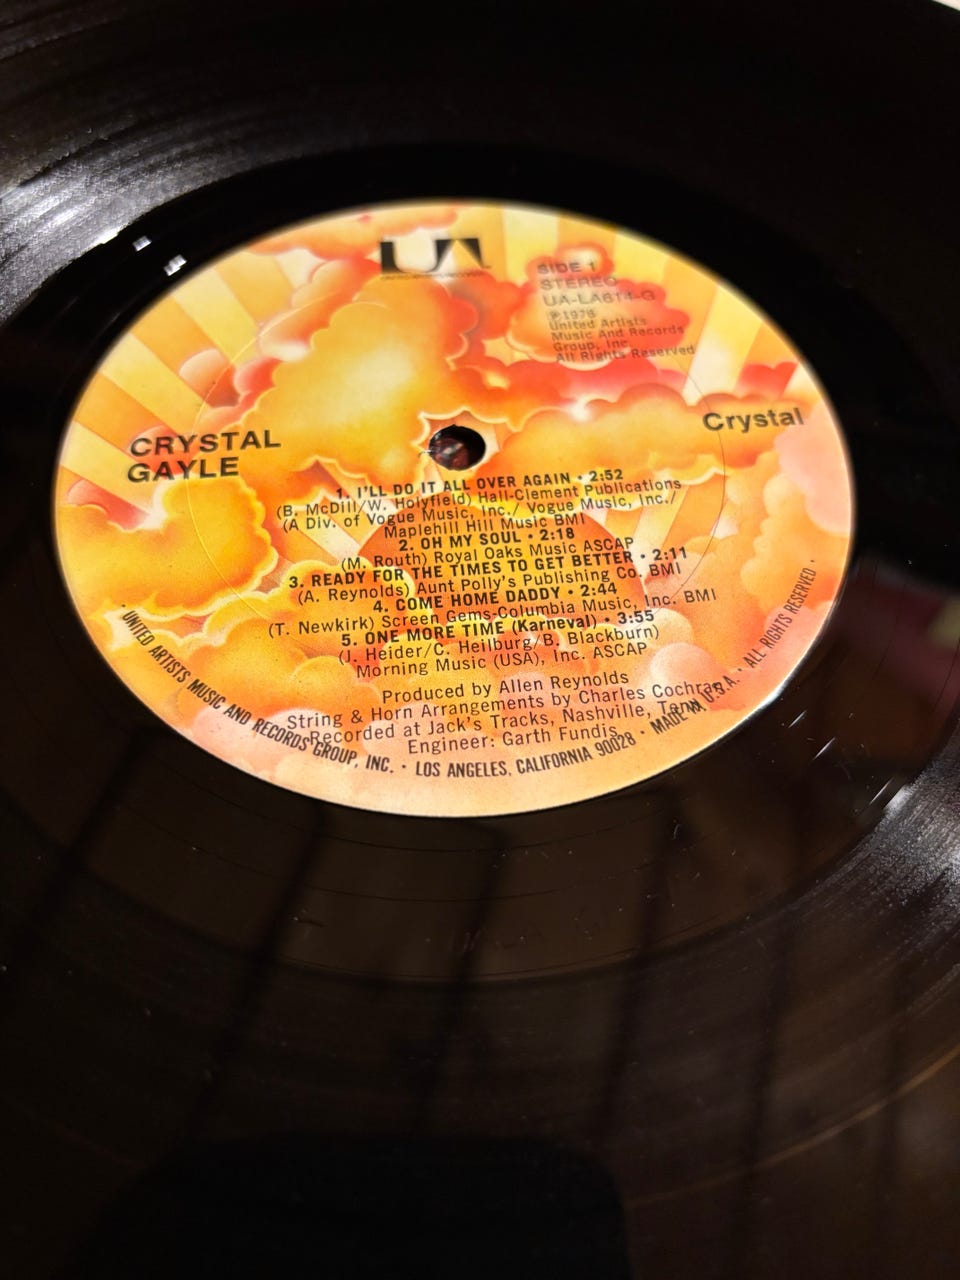 UA
SIDE 1
STEREO
UA-LA614-G
℗1976
United Artists
Music And Records
Group, Inc.
All Rights Reserved
CRYSTAL
GAYLE
Crystal
1. I'LL DO IT ALL OVER AGAIN • 2:52
(B. McDill/W. Holyfield) Hall-Clement Publications
(A Div. of Vogue Music, Inc./ Vogue Music, Inc./
Maplehill Hill Music BMI
2. OH MY SOUL • 2:18
(M. Routh) Royal Oaks Music ASCAP
3. READY FOR THE TIMES TO GET BETTER • 2:11
(A. Reynolds) Aunt Polly's Publishing Co. BMI
4. COME HOME DADDY • 2:44
(T. Newkirk) Screen Gems-Columbia Music, Inc. BMI
5. ONE MORE TIME (Karneval) • 3:55
(J. Heider/C. Heilburg/B. Blackburn)
Morning Music (USA), Inc. ASCAP
Produced by Allen Reynolds
String & Horn Arrangements by Charles Cochran
Recorded at Jack's Tracks, Nashville, Tenn.
Engineer: Garth Fundis
• UNITED ARTISTS MUSIC AND RECORDS GROUP, INC. • LOS ANGELES, CALIFORNIA 90028 • MADE IN U.S.A. • ALL RIGHTS RESERVED •